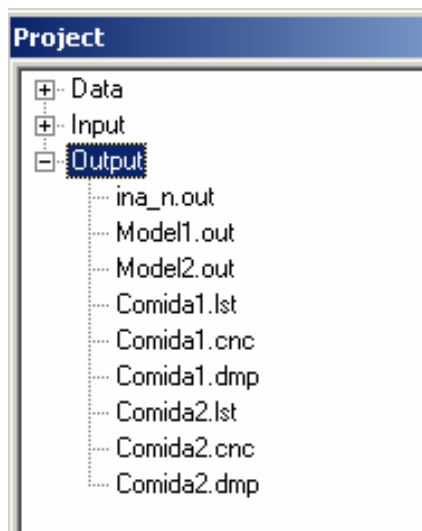 Project
Data
Input
Output
ina_n.out
Model1.out
Model2.out
Comida1.lst
Comida1.cnc
Comida1.dmp
Comida2.lst
Comida2.cnc
Comida2.dmp